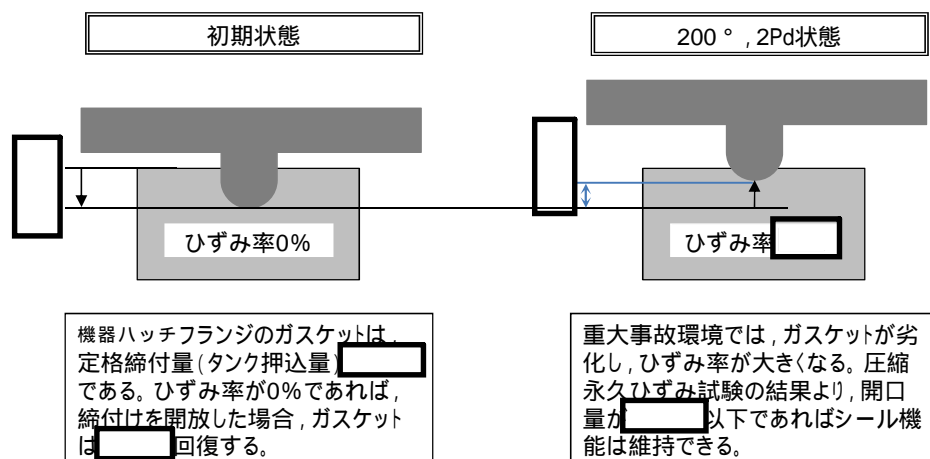 初期状態
200°,2Pd状態
ひずみ率0%
ひずみ率
機器ハッチフランジのガスケットは,
定格締付量(タンク押込量)
である。ひずみ率が0%であれば,
締付けを開放した場合,ガスケット
は 回復する。
重大事故環境では,ガスケットが劣
化し,ひずみ率が大きくなる。圧縮
永久ひずみ試験の結果より,開口
量が 以下であればシール機
能は維持できる。